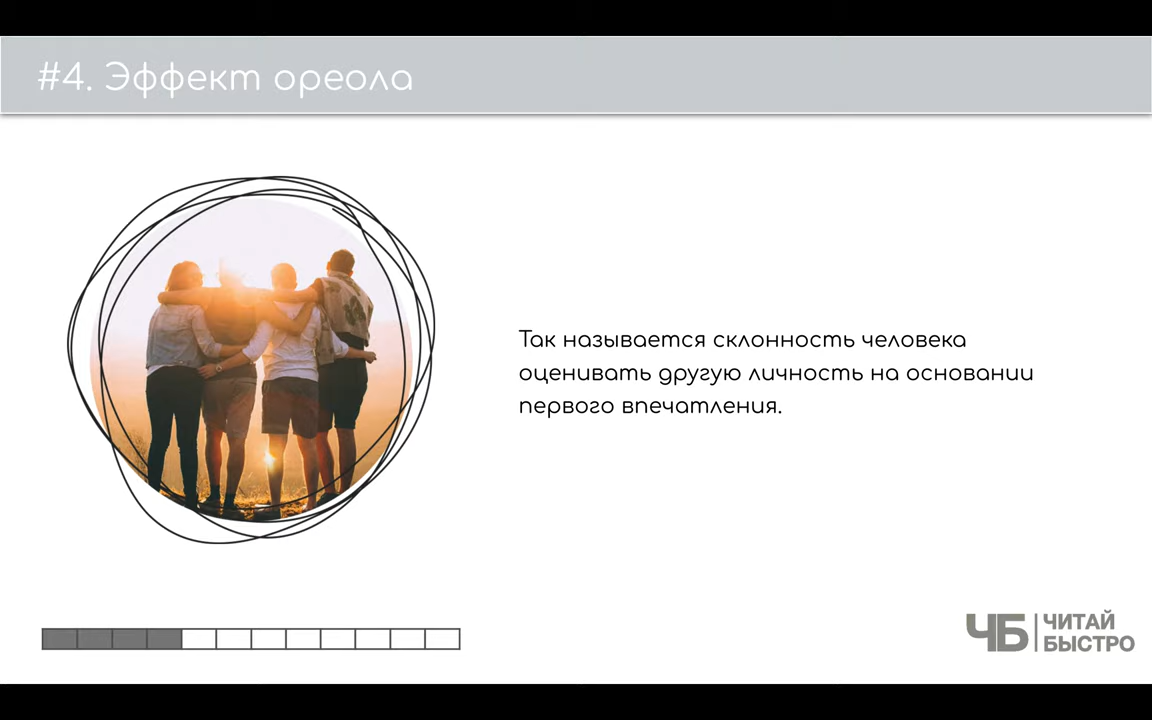 #4. Эффект ореола
Так называется склонность человека
оценивать другую личность на основании
первого впечатления.
ЧБ
ЧИТАЙ
БЫСТРО